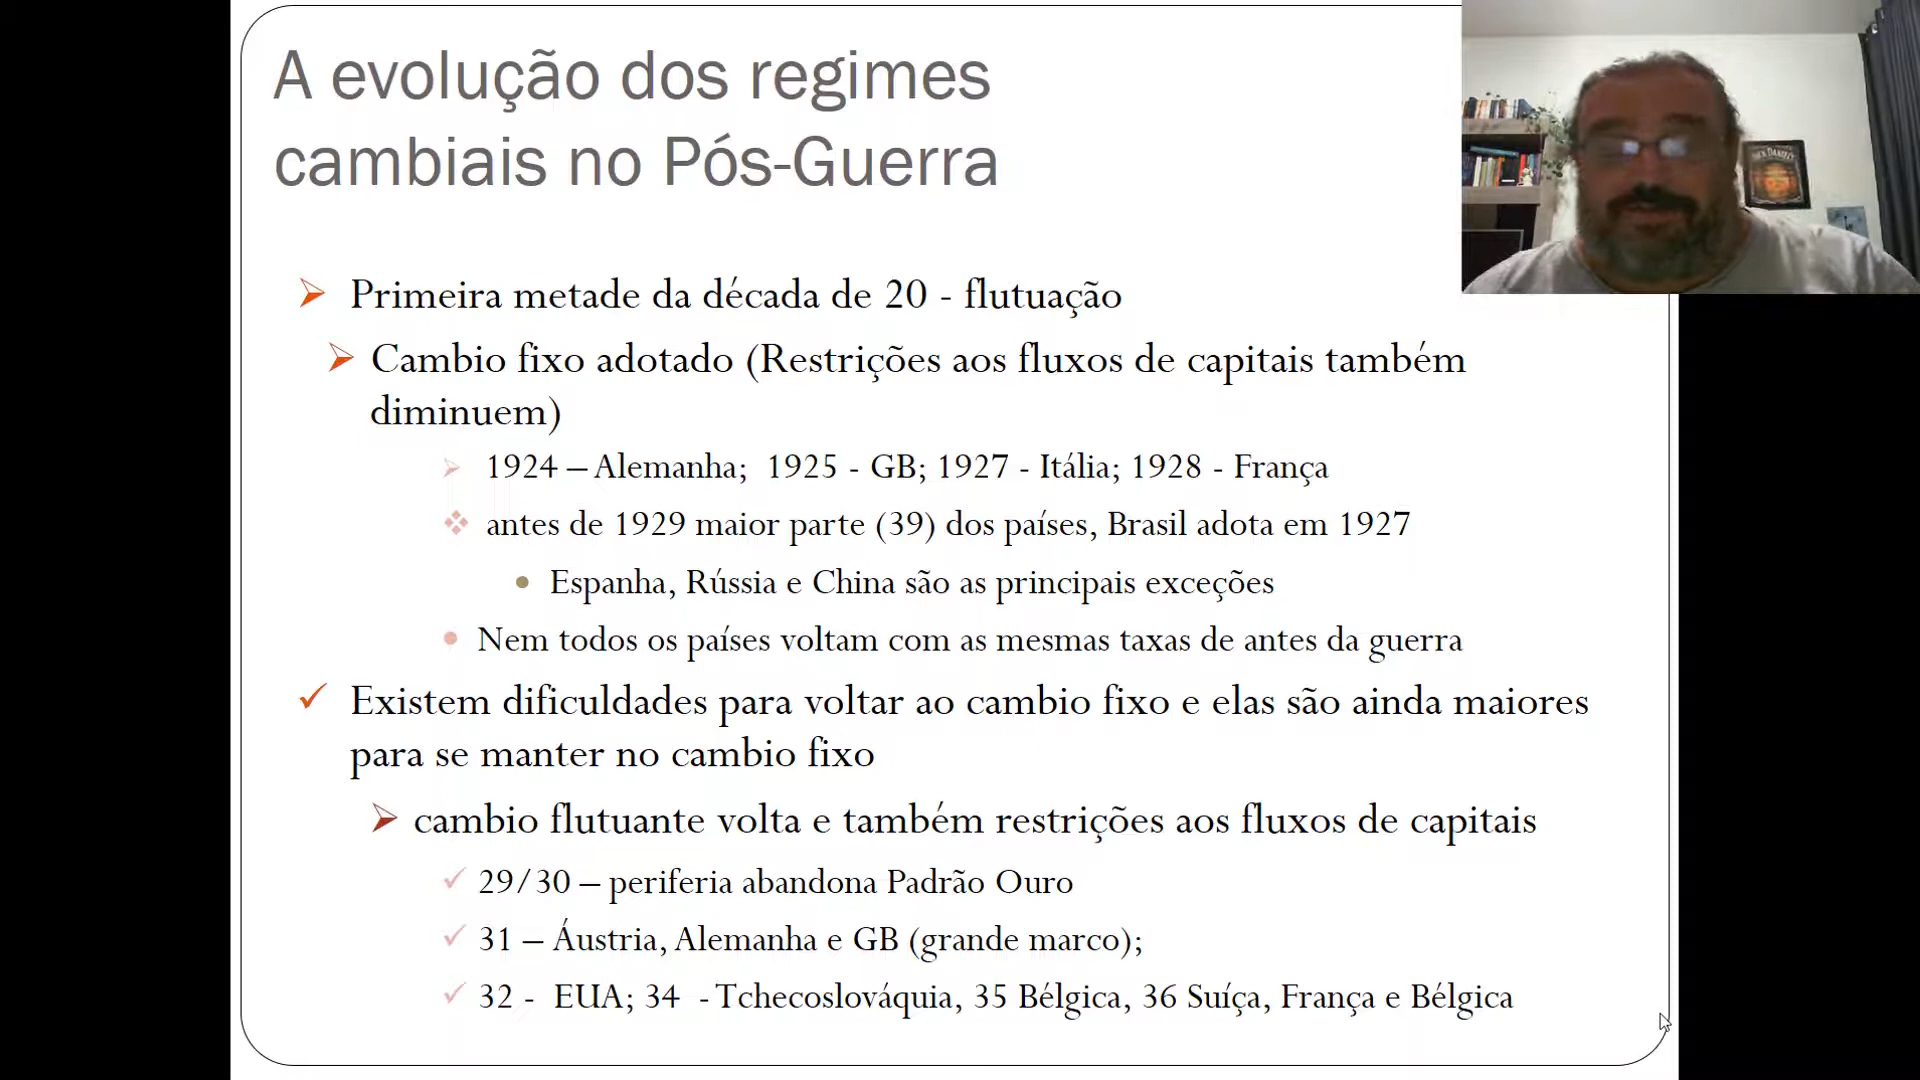 A evolução dos regimes
cambiais no Pós-Guerra
Primeira metade da década de 20 - flutuação
Cambio fixo adotado (Restrições aos fluxos de capitais também
diminuem)
1924 – Alemanha; 1925 - GB; 1927 - Itália; 1928 - França
antes de 1929 maior parte (39) dos países, Brasil adota em 1927
Espanha, Rússia e China são as principais exceções
Nem todos os países voltam com as mesmas taxas de antes da guerra
Existem dificuldades para voltar ao cambio fixo e elas são ainda maiores
para se manter no cambio fixo
cambio flutuante volta e também restrições aos fluxos de capitais
29/30 – periferia abandona Padrão Ouro
31 – Áustria, Alemanha e GB (grande marco);
32 - EUA; 34 - Tchecoslováquia, 35 Bélgica, 36 Suíça, França e Bélgica